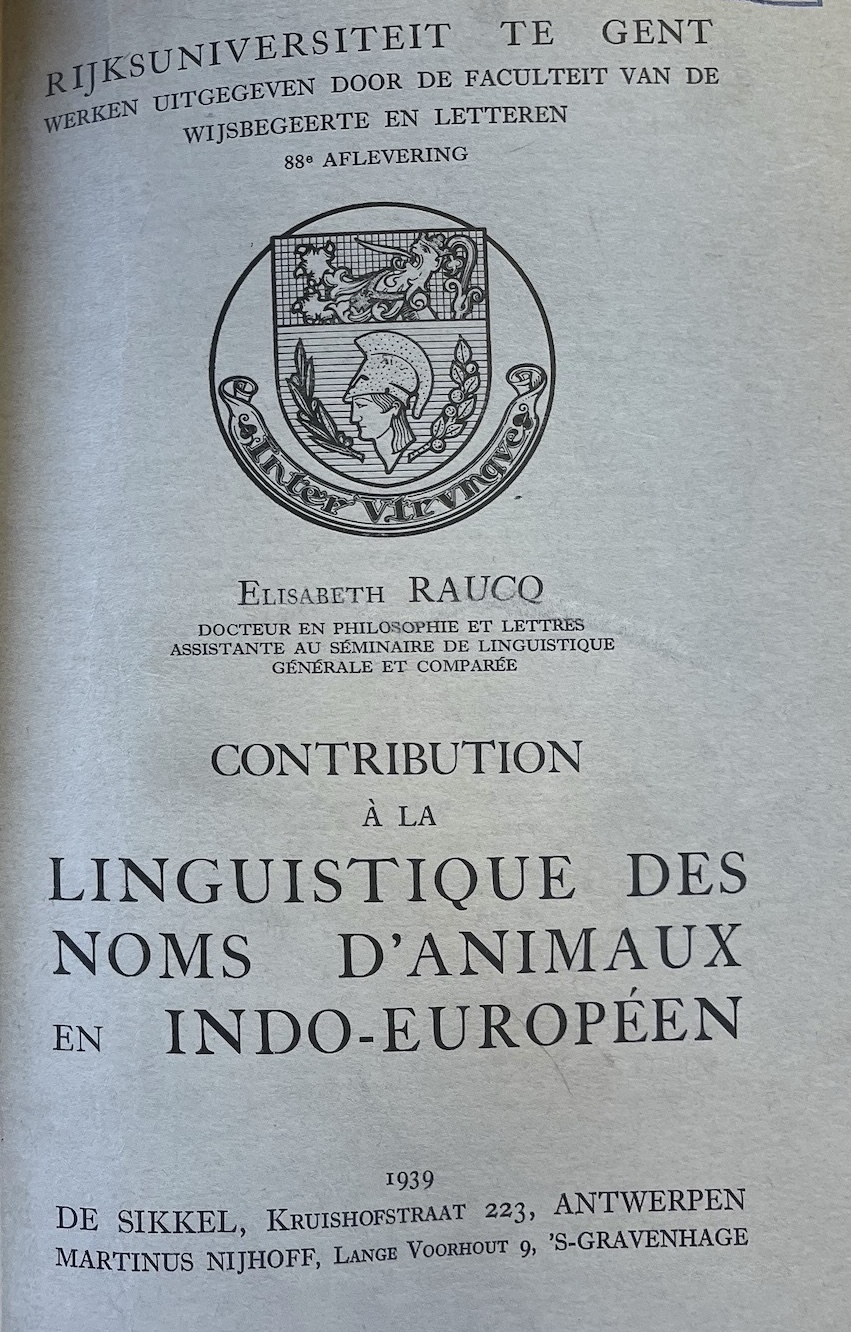 RIJKSUNIVERSITEIT TE GENT
WERKEN UITGEGEVEN DOOR DE FACULTEIT VAN DE
WIJSBEGEERTE EN LETTEREN
88e AFLEVERING
Inter Vtrvnqve
Elisabeth RAUCQ
DOCTEUR EN PHILOSOPHIE ET LETTRES
ASSISTANTE AU SÉMINAIRE DE LINGUISTIQUE
GÉNÉRALE ET COMPARÉE
CONTRIBUTION
À LA
LINGUISTIQUE DES
NOMS D'ANIMAUX
EN INDO-EUROPÉEN
1939
DE SIKKEL, Kruishofstraat 223, ANTWERPEN
MARTINUS NIJHOFF, Lange Voorhout 9, 'S-GRAVENHAGE